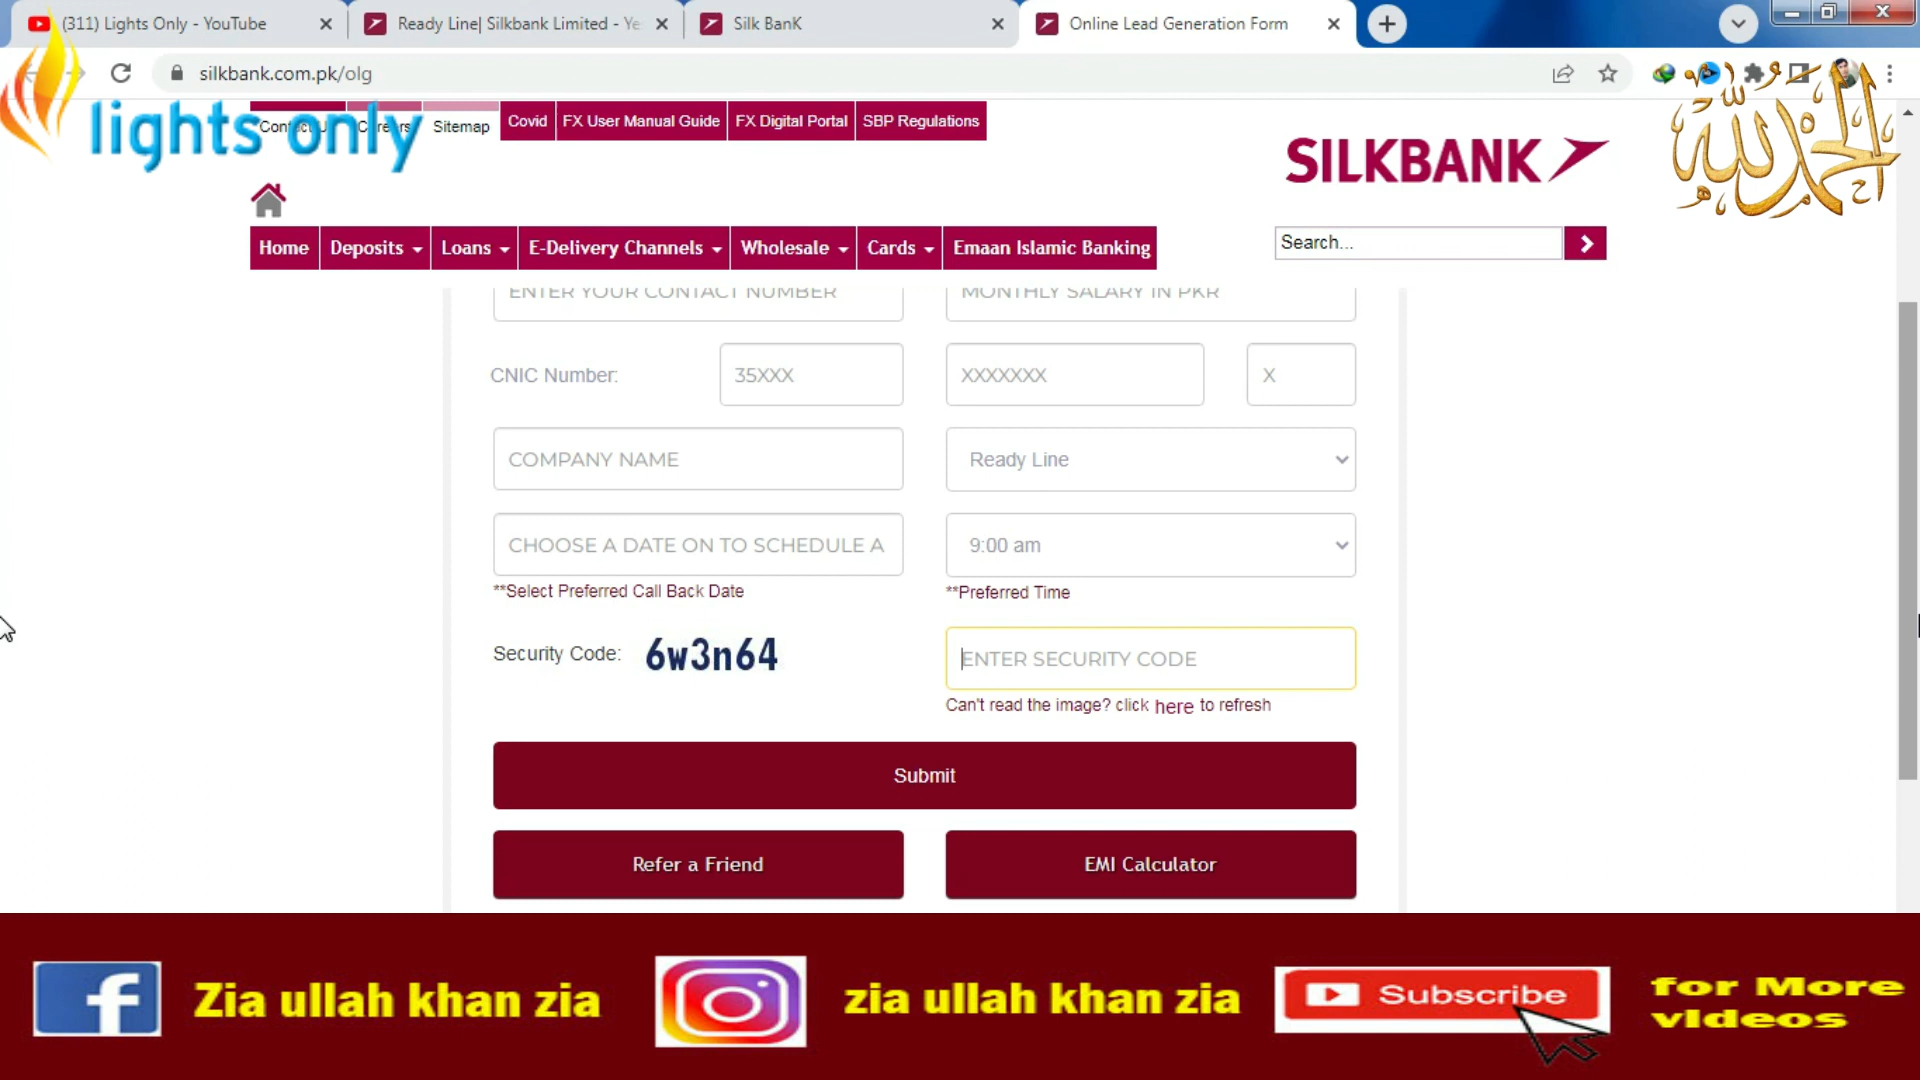 (311) Lights Only - YouTube
Ready Line| Silkbank Limited - Ye
Silk BanK
Online Lead Generation Form
silkbank.com.pk/olg
lights only
Contact U
Careers
Sitemap
Covid
FX User Manual Guide
FX Digital Portal
SBP Regulations
SILKBANK
الحمد لله
Home
Deposits
Loans
E-Delivery Channels
Wholesale
Cards
Emaan Islamic Banking
Search...
ENTER YOUR CONTACT NUMBER
MONTHLY SALARY IN PKR
CNIC Number:
35XXX
XXXXXXX
X
COMPANY NAME
Ready Line
CHOOSE A DATE ON TO SCHEDULE A
9:00 am
**Select Preferred Call Back Date
**Preferred Time
Security Code:
6w3n64
ENTER SECURITY CODE
Can't read the image? click here to refresh
Submit
Refer a Friend
EMI Calculator
f
Zia ullah khan zia
zia ullah khan zia
Subscribe
for More
videos